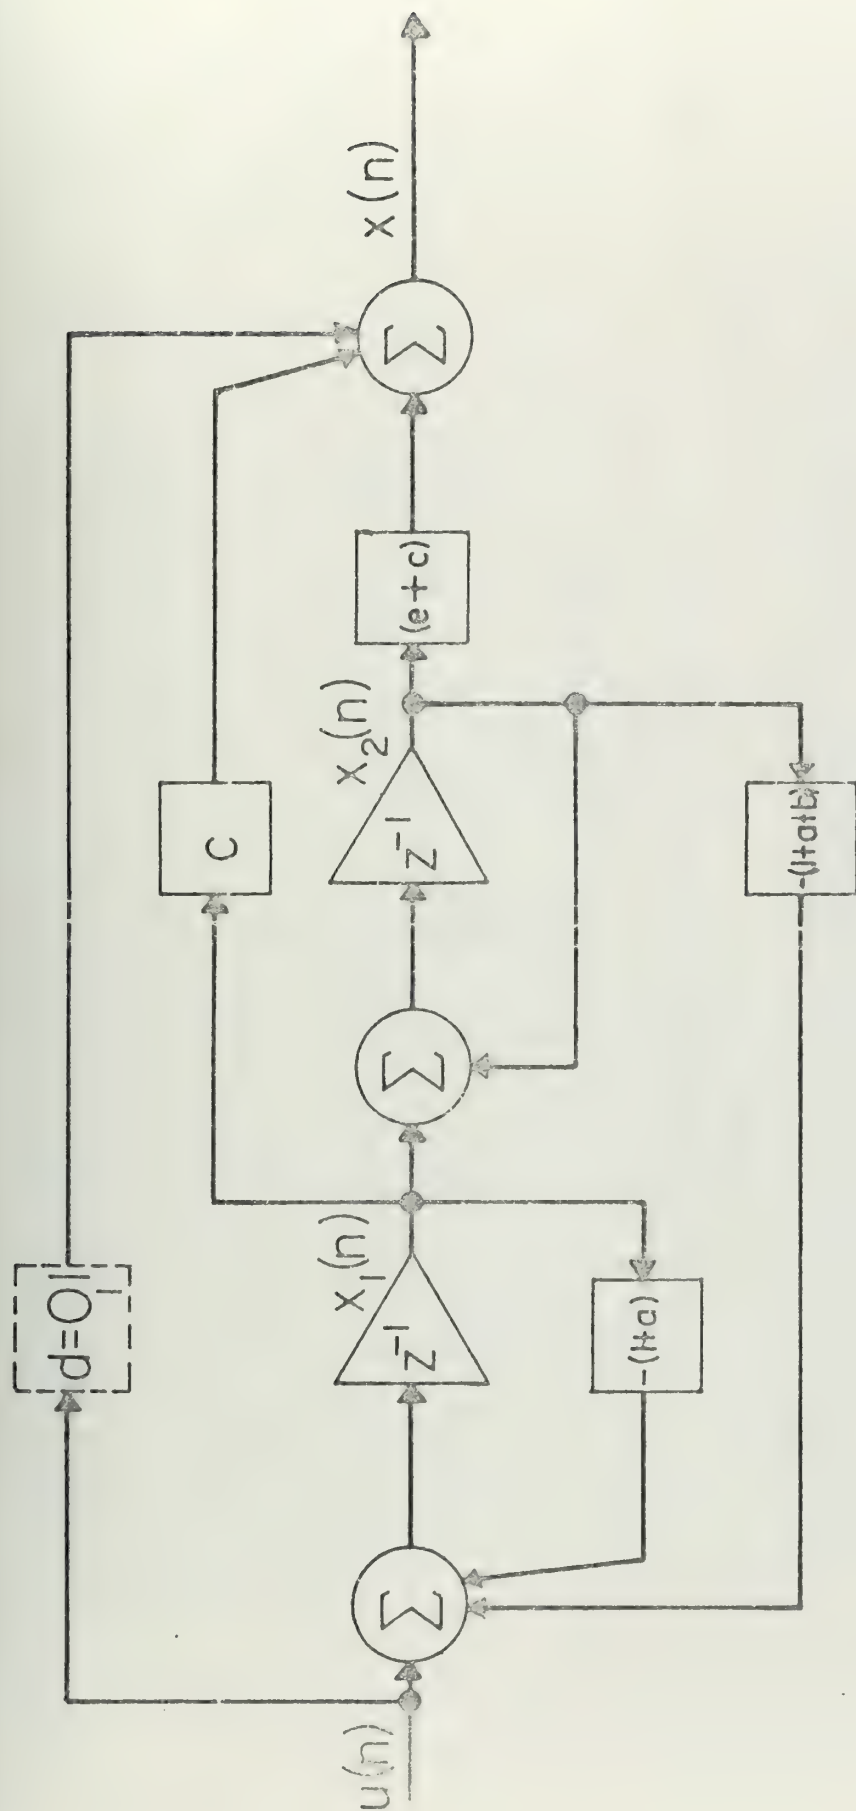 u(n)
Σ
d=0
z⁻¹
x₁(n)
-(1+a)
Σ
c
z⁻¹
x₂(n)
-(1+a+b)
(e+c)
Σ
x(n)